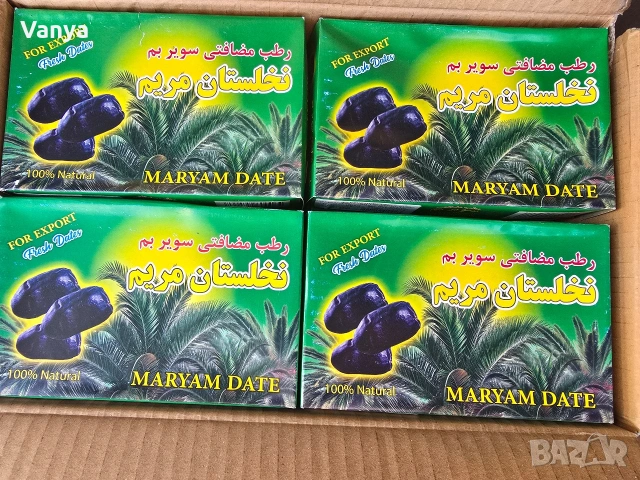 Vanya
FOR EXPORT
Fresh Dates
رطب مضافتی سوپر بم
نخلستان مریم
100% Natural
MARYAM DATE
FOR EXPORT
Fresh Dates
رطب مضافتی سوپر بم
نخلستان مریم
100% Natural
MARYAM DATE
FOR EXPORT
Fresh Dates
رطب مضافتی سوپر بم
نخلستان مریم
100% Natural
MARYAM DATE
FOR EXPORT
Fresh Dates
رطب مضافتی سوپر بم
نخلستان مریم
100% Natural
MARYAM DATE
BAZAR